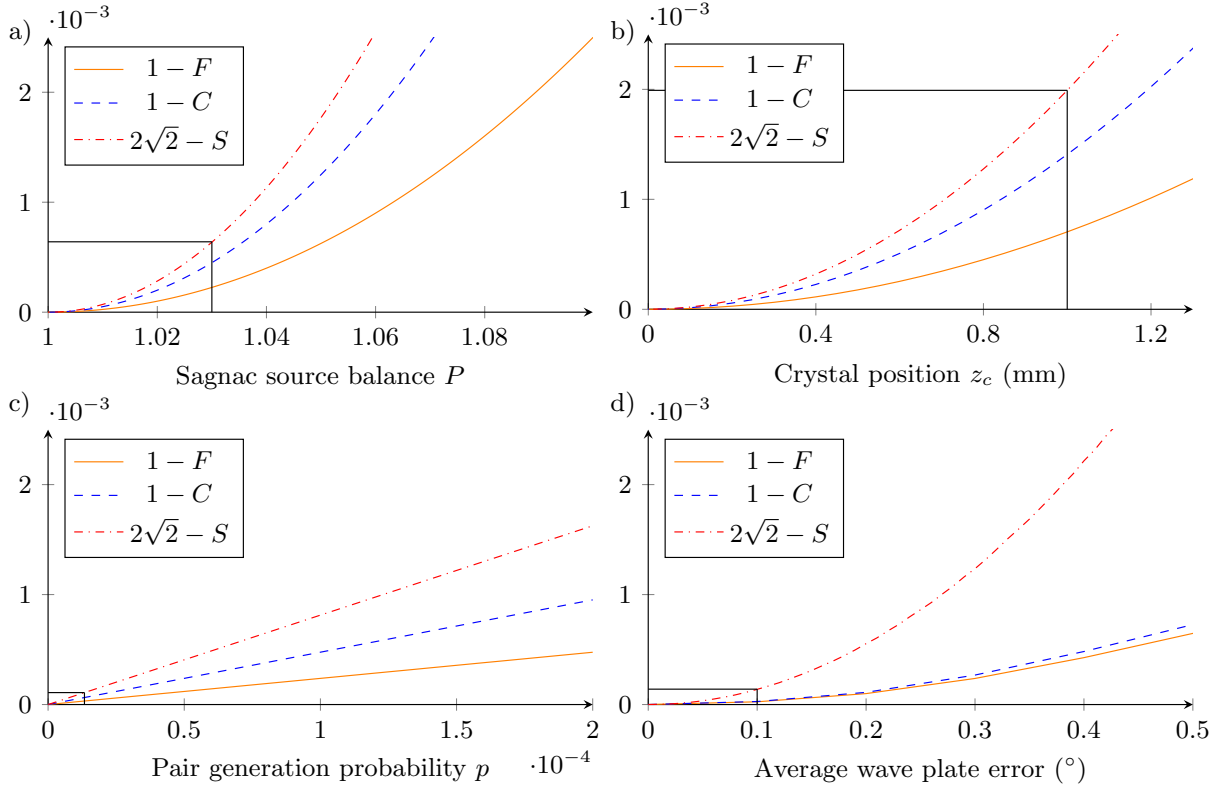 a)
·10⁻³
2
1
0
1 − F
1 − C
2√2 − S
1 1.02 1.04 1.06 1.08
Sagnac source balance P
b)
·10⁻³
2
1
0
1 − F
1 − C
2√2 − S
0 0.4 0.8 1.2
Crystal position z_c (mm)
c)
·10⁻³
2
1
0
1 − F
1 − C
2√2 − S
0 0.5 1 1.5 2
·10⁻⁴
Pair generation probability p
d)
·10⁻³
2
1
0
1 − F
1 − C
2√2 − S
0 0.1 0.2 0.3 0.4 0.5
Average wave plate error (°)